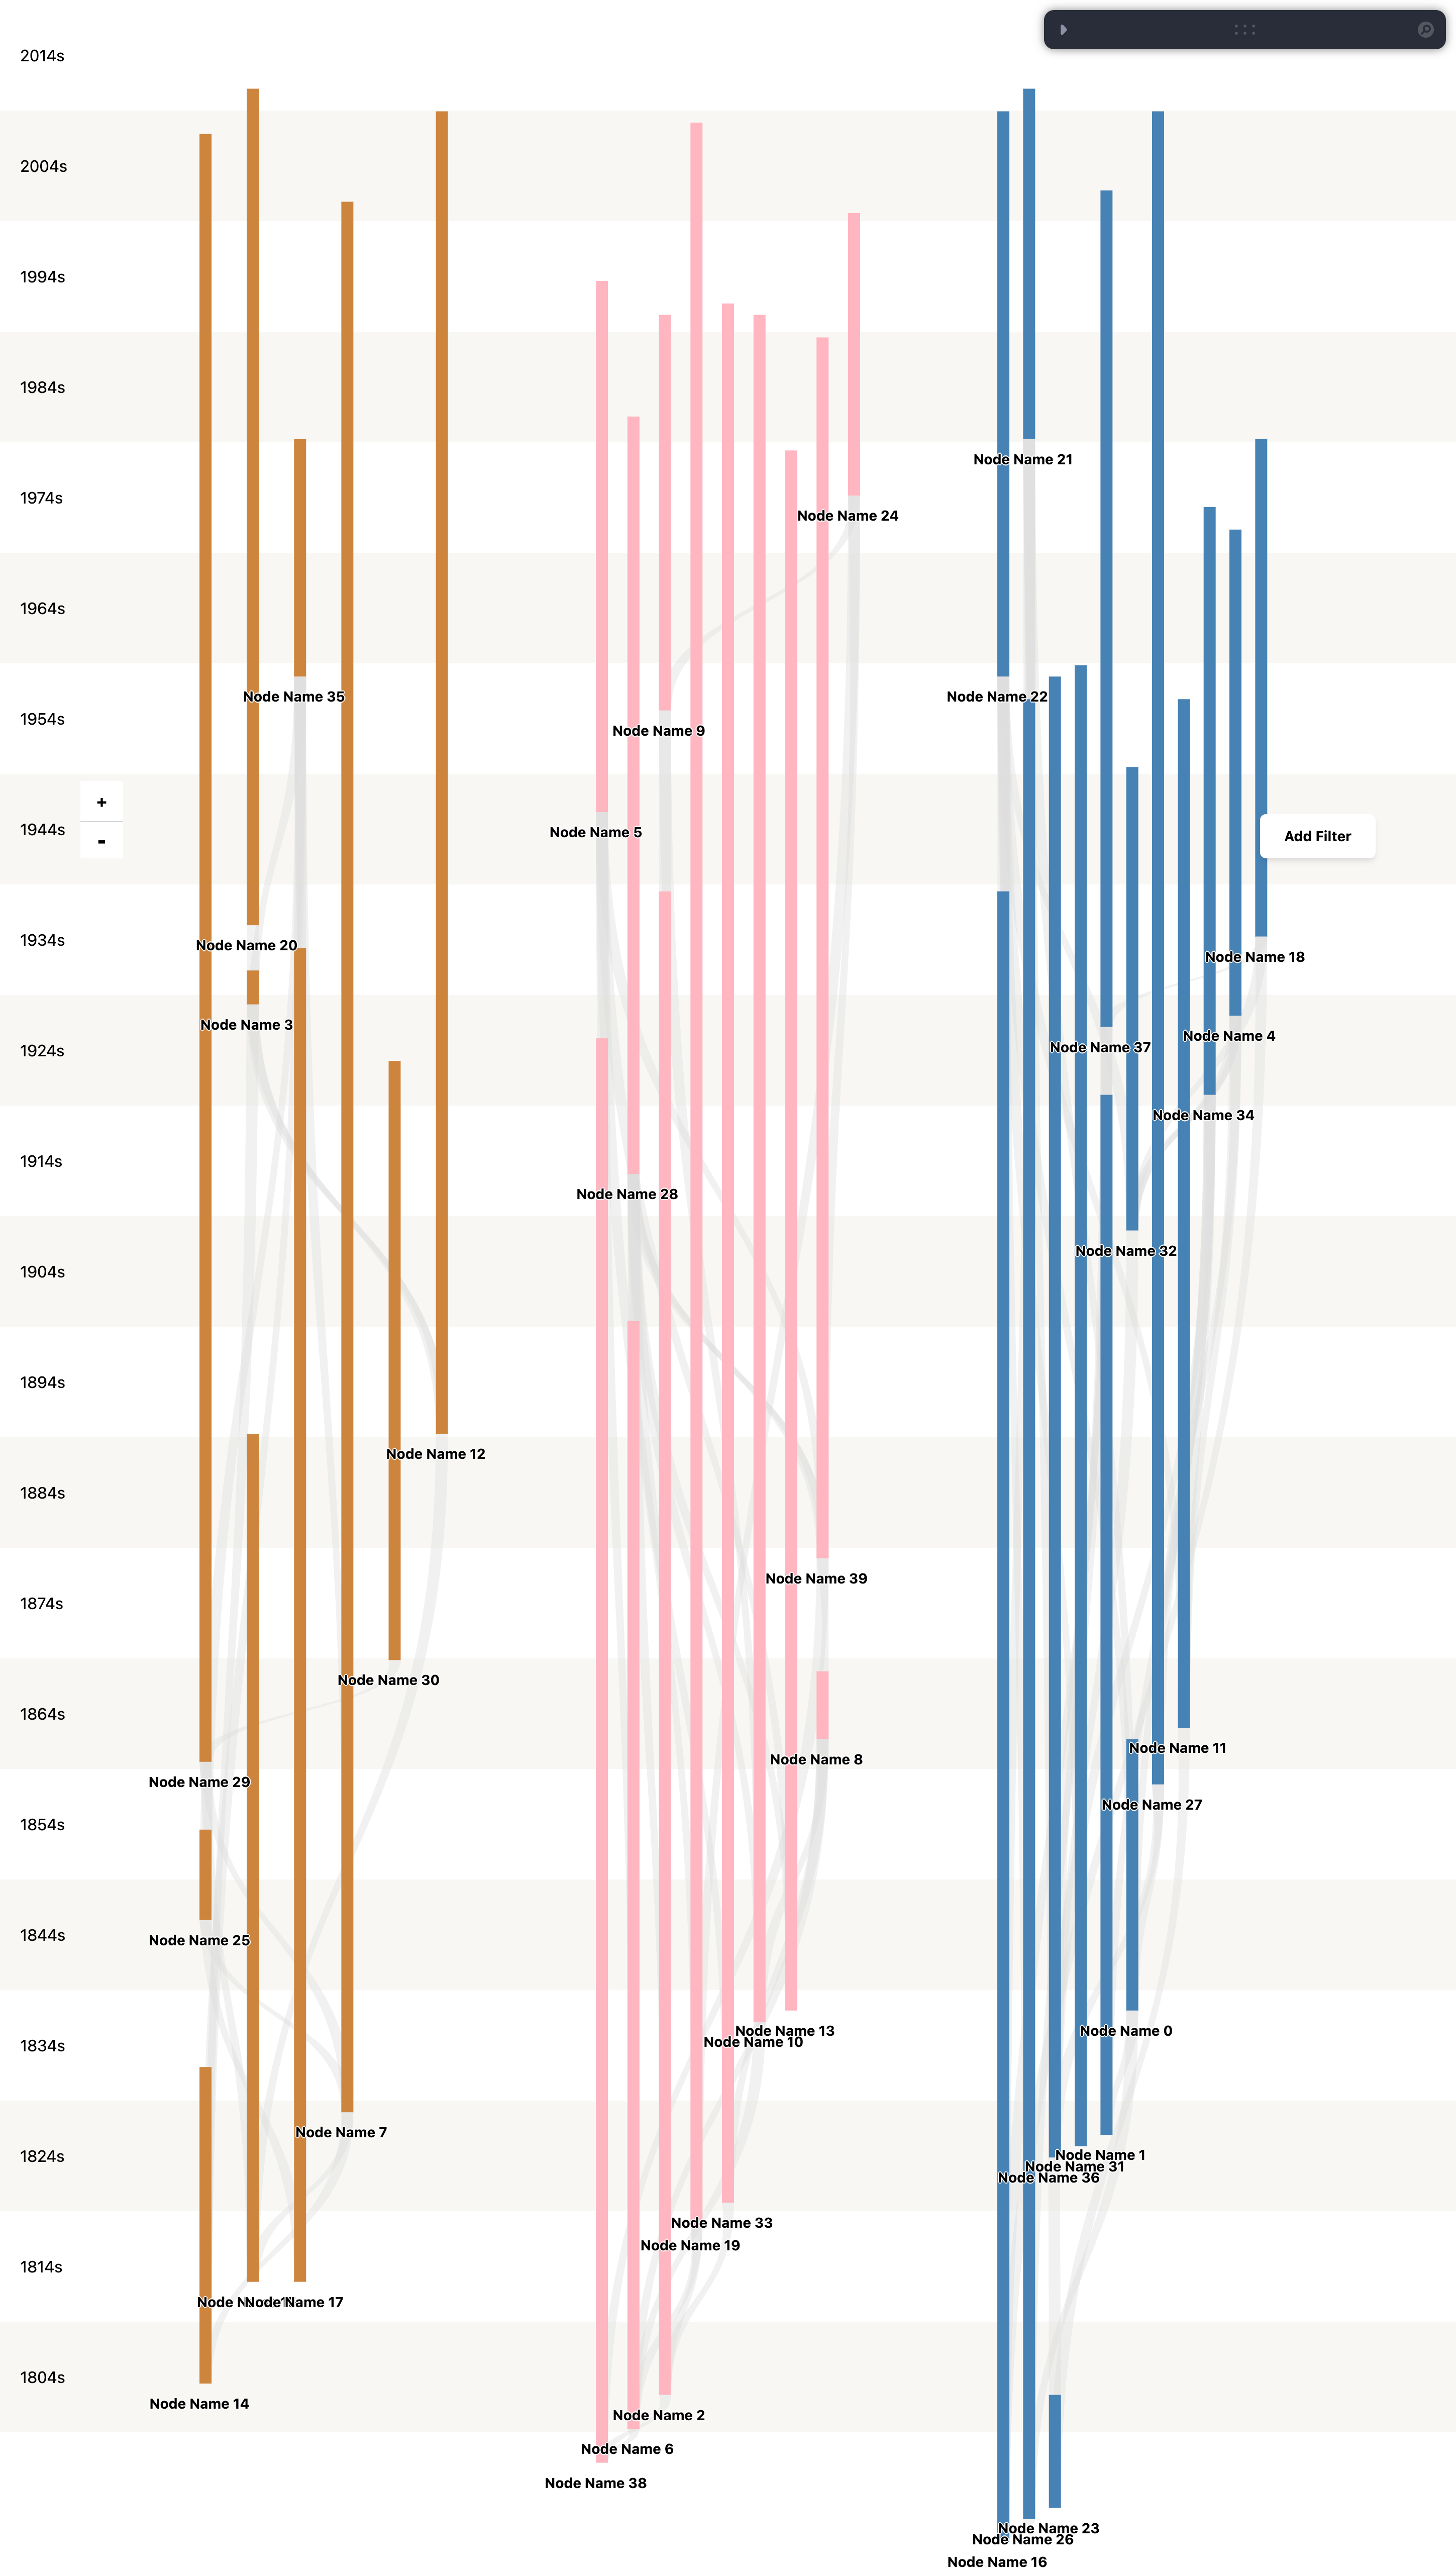 2014s
2004s
1994s
1984s
Node Name 21
1974s
Node Name 24
1964s
Node Name 35
Node Name 22
1954s
Node Name 9
+
1944s
Node Name 5
Add Filter
-
1934s
Node Name 20
Node Name 18
Node Name 3
Node Name 4
1924s
Node Name 37
Node Name 34
1914s
Node Name 28
Node Name 32
1904s
1894s
Node Name 12
1884s
Node Name 39
1874s
Node Name 30
1864s
Node Name 11
Node Name 8
Node Name 29
Node Name 27
1854s
1844s
Node Name 25
Node Name 13
Node Name 0
Node Name 10
1834s
Node Name 7
1824s
Node Name 1
Node Name 31
Node Name 36
Node Name 33
Node Name 19
1814s
Node
Node Name 17
1804s
Node Name 14
Node Name 2
Node Name 6
Node Name 38
Node Name 23
Node Name 26
Node Name 16